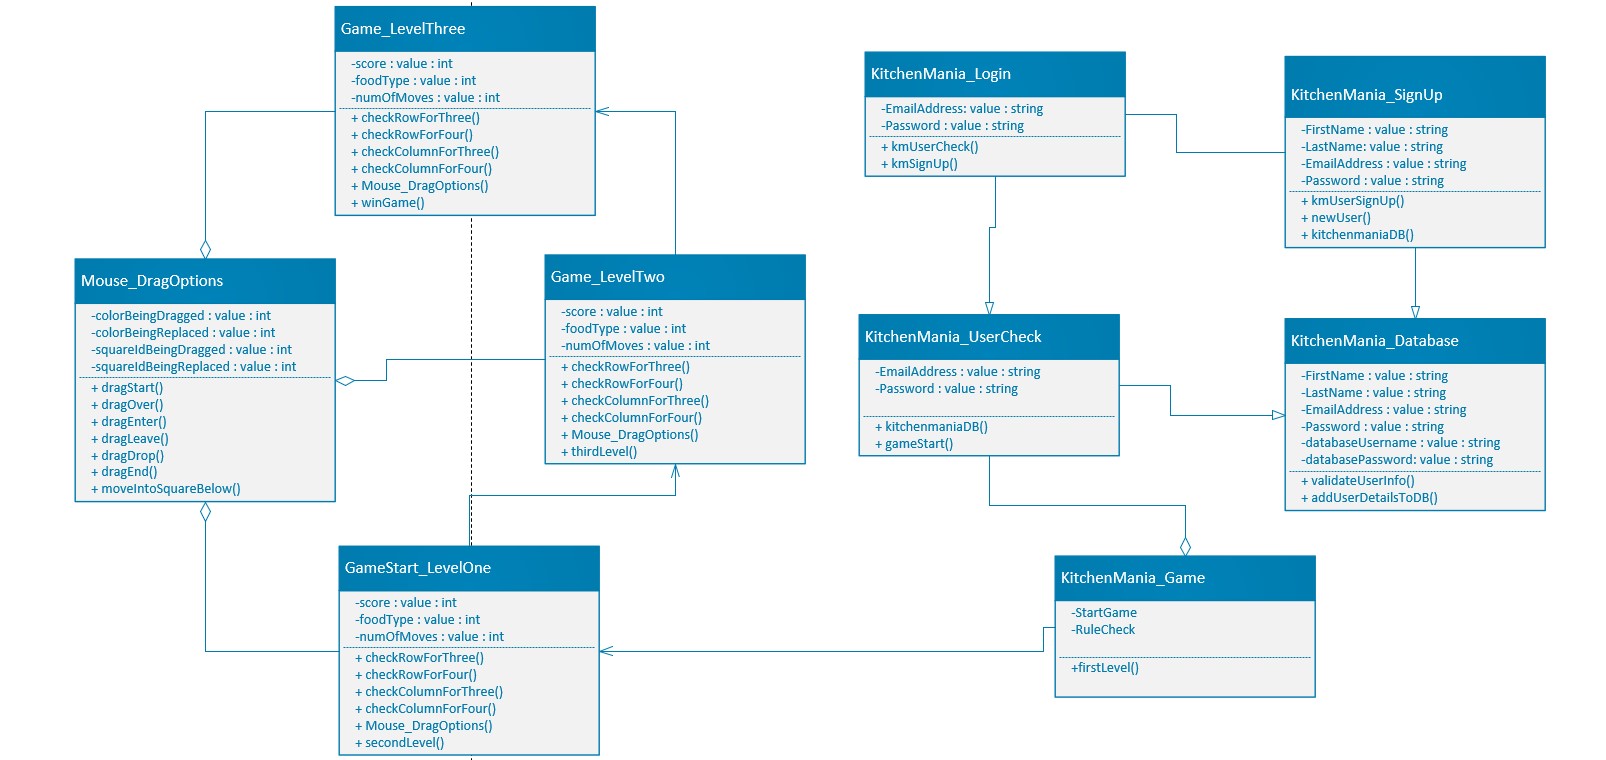 Game_LevelThree
-score : value : int
-foodType : value : int
-numOfMoves : value : int
+ checkRowForThree()
+ checkRowForFour()
+ checkColumnForThree()
+ checkColumnForFour()
+ Mouse_DragOptions()
+ winGame()
KitchenMania_Login
-EmailAddress: value : string
-Password : value : string
+ kmUserCheck()
+ kmSignUp()
KitchenMania_SignUp
-FirstName : value : string
-LastName: value : string
-EmailAddress : value : string
-Password : value : string
+ kmUserSignUp()
+ newUser()
+ kitchenmaniaDB()
Mouse_DragOptions
-colorBeingDragged : value : int
-colorBeingReplaced : value : int
-squareIdBeingDragged : value : int
-squareIdBeingReplaced : value : int
+ dragStart()
+ dragOver()
+ dragEnter()
+ dragLeave()
+ dragDrop()
+ dragEnd()
+ moveIntoSquareBelow()
Game_LevelTwo
-score : value : int
-foodType : value : int
-numOfMoves : value : int
+ checkRowForThree()
+ checkRowForFour()
+ checkColumnForThree()
+ checkColumnForFour()
+ Mouse_DragOptions()
+ thirdLevel()
KitchenMania_UserCheck
-EmailAddress : value : string
-Password : value : string
+ kitchenmaniaDB()
+ gameStart()
KitchenMania_Database
-FirstName : value : string
-LastName : value : string
-EmailAddress : value : string
-Password : value : string
-databaseUsername : value : string
-databasePassword: value : string
+ validateUserInfo()
+ addUserDetailsToDB()
GameStart_LevelOne
-score : value : int
-foodType : value : int
-numOfMoves : value : int
+ checkRowForThree()
+ checkRowForFour()
+ checkColumnForThree()
+ checkColumnForFour()
+ Mouse_DragOptions()
+ secondLevel()
KitchenMania_Game
-StartGame
-RuleCheck
+firstLevel()